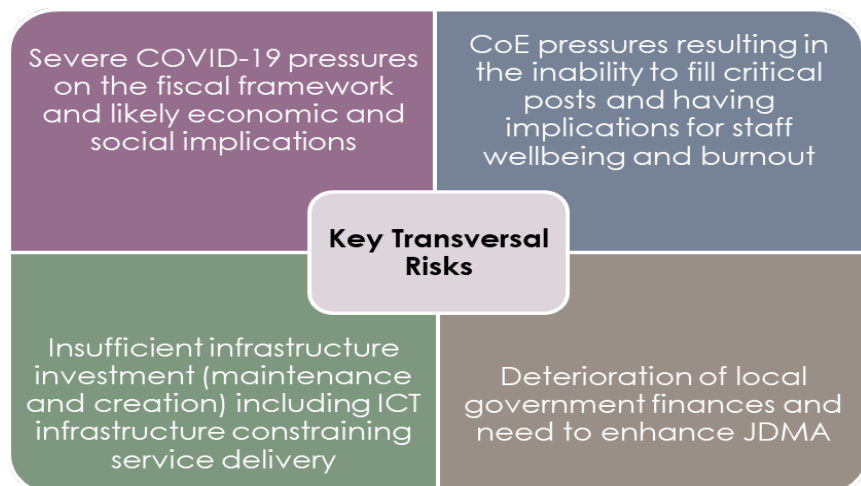 Severe COVID-19 pressures
on the fiscal framework
and likely economic and
social implications
CoE pressures resulting in
the inability to fill critical
posts and having
implications for staff
wellbeing and burnout
Key Transversal
Risks
Insufficient infrastructure
investment (maintenance
and creation) including ICT
infrastructure constraining
service delivery
Deterioration of local
government finances and
need to enhance JDMA